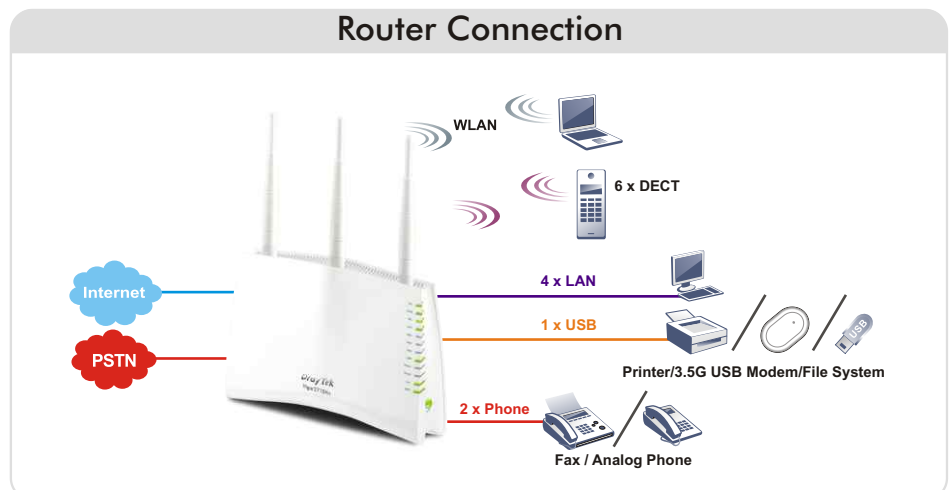 Router Connection
WLAN
6 x DECT
Internet
4 x LAN
1 x USB
USB
PSTN
Printer/3.5G USB Modem/File System
DrayTek
2 x Phone
Fax / Analog Phone